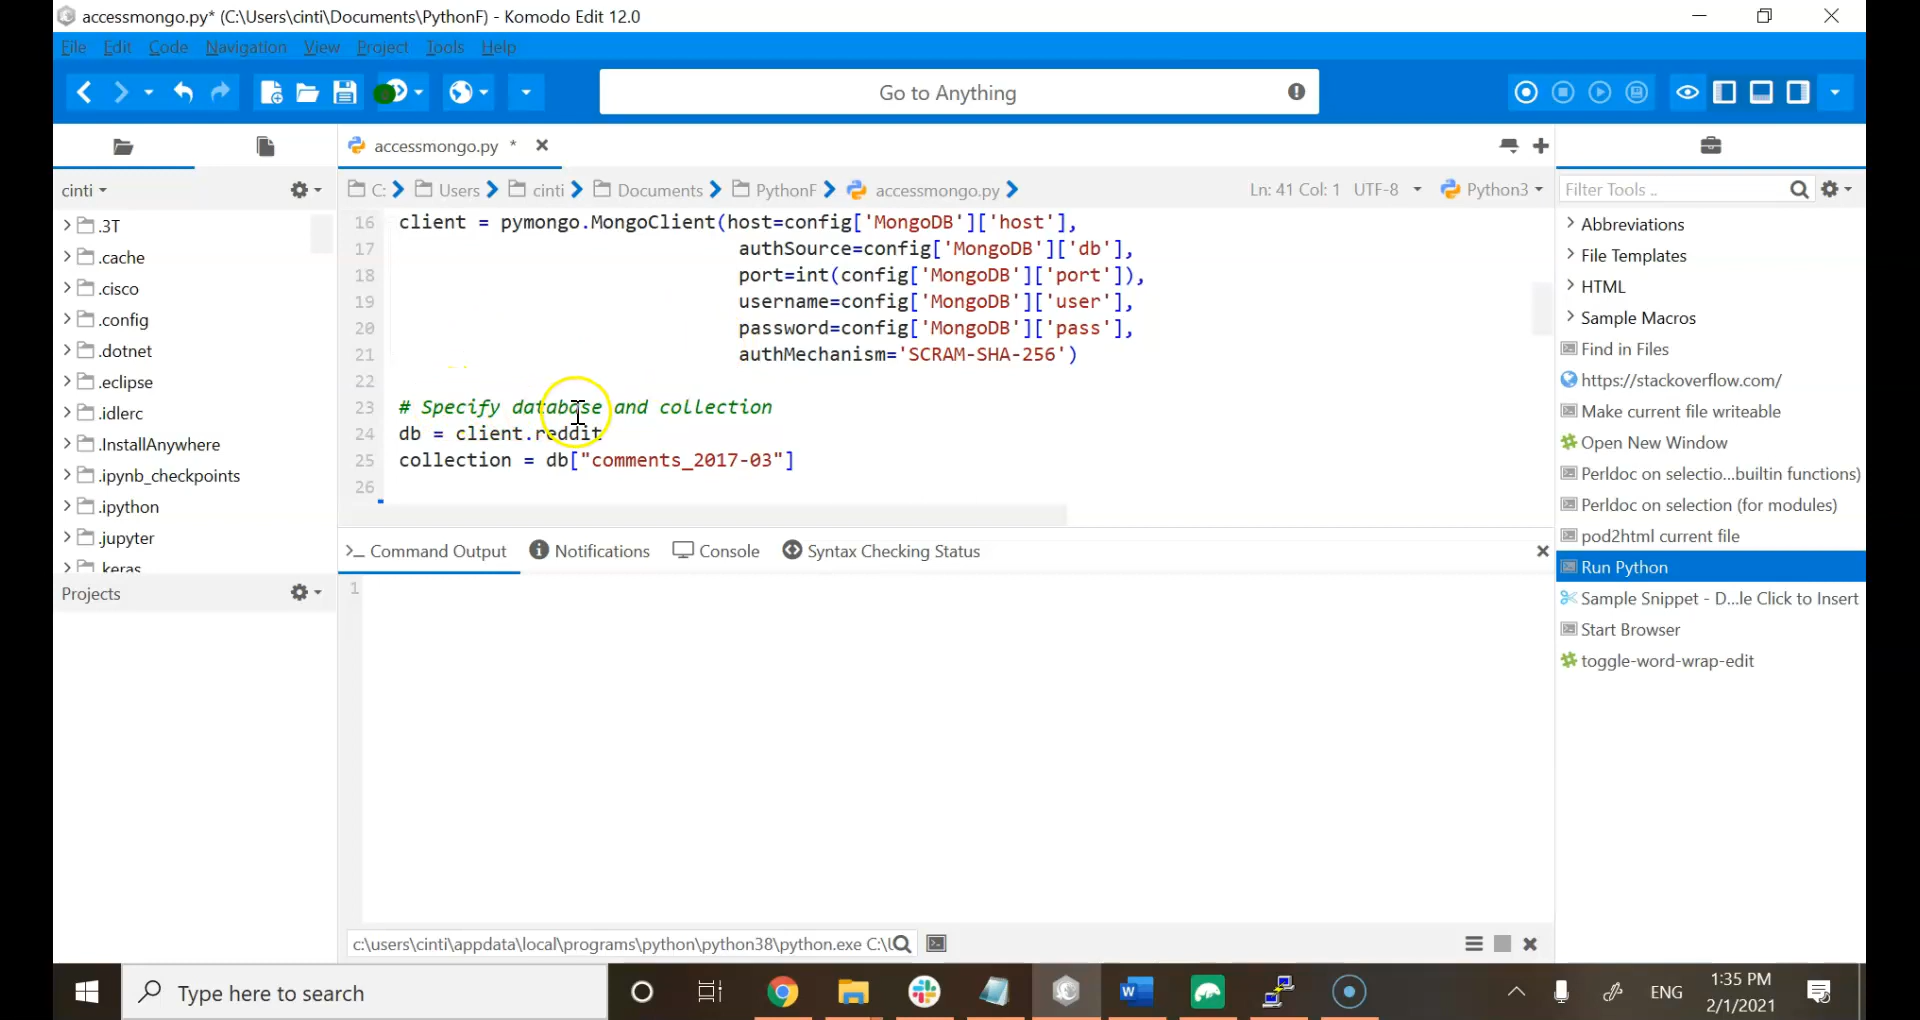 accessmongo.py* (C:\Users\cinti\Documents\PythonF) - Komodo Edit 12.0
File Edit Code Navigation View Project Tools Help
Go to Anything
accessmongo.py *
cinti
C: Users cinti Documents PythonF accessmongo.py Ln: 41 Col: 1 UTF-8 Python3
Filter Tools ..
.3T
.cache
.cisco
.config
.dotnet
.eclipse
.idlerc
.InstallAnywhere
.ipynb_checkpoints
.ipython
.jupyter
.keras
Projects
16 client = pymongo.MongoClient(host=config['MongoDB']['host'],
17 authSource=config['MongoDB']['db'],
18 port=int(config['MongoDB']['port']),
19 username=config['MongoDB']['user'],
20 password=config['MongoDB']['pass'],
21 authMechanism='SCRAM-SHA-256')
22
23 # Specify database and collection
24 db = client.reddit
25 collection = db["comments_2017-03"]
26
Command Output Notifications Console Syntax Checking Status
1
c:\users\cinti\appdata\local\programs\python\python38\python.exe C:\U
Abbreviations
File Templates
HTML
Sample Macros
Find in Files
https://stackoverflow.com/
Make current file writeable
Open New Window
Perldoc on selectio...builtin functions)
Perldoc on selection (for modules)
pod2html current file
Run Python
Sample Snippet - D...le Click to Insert
Start Browser
toggle-word-wrap-edit
Type here to search
ENG
1:35 PM
2/1/2021